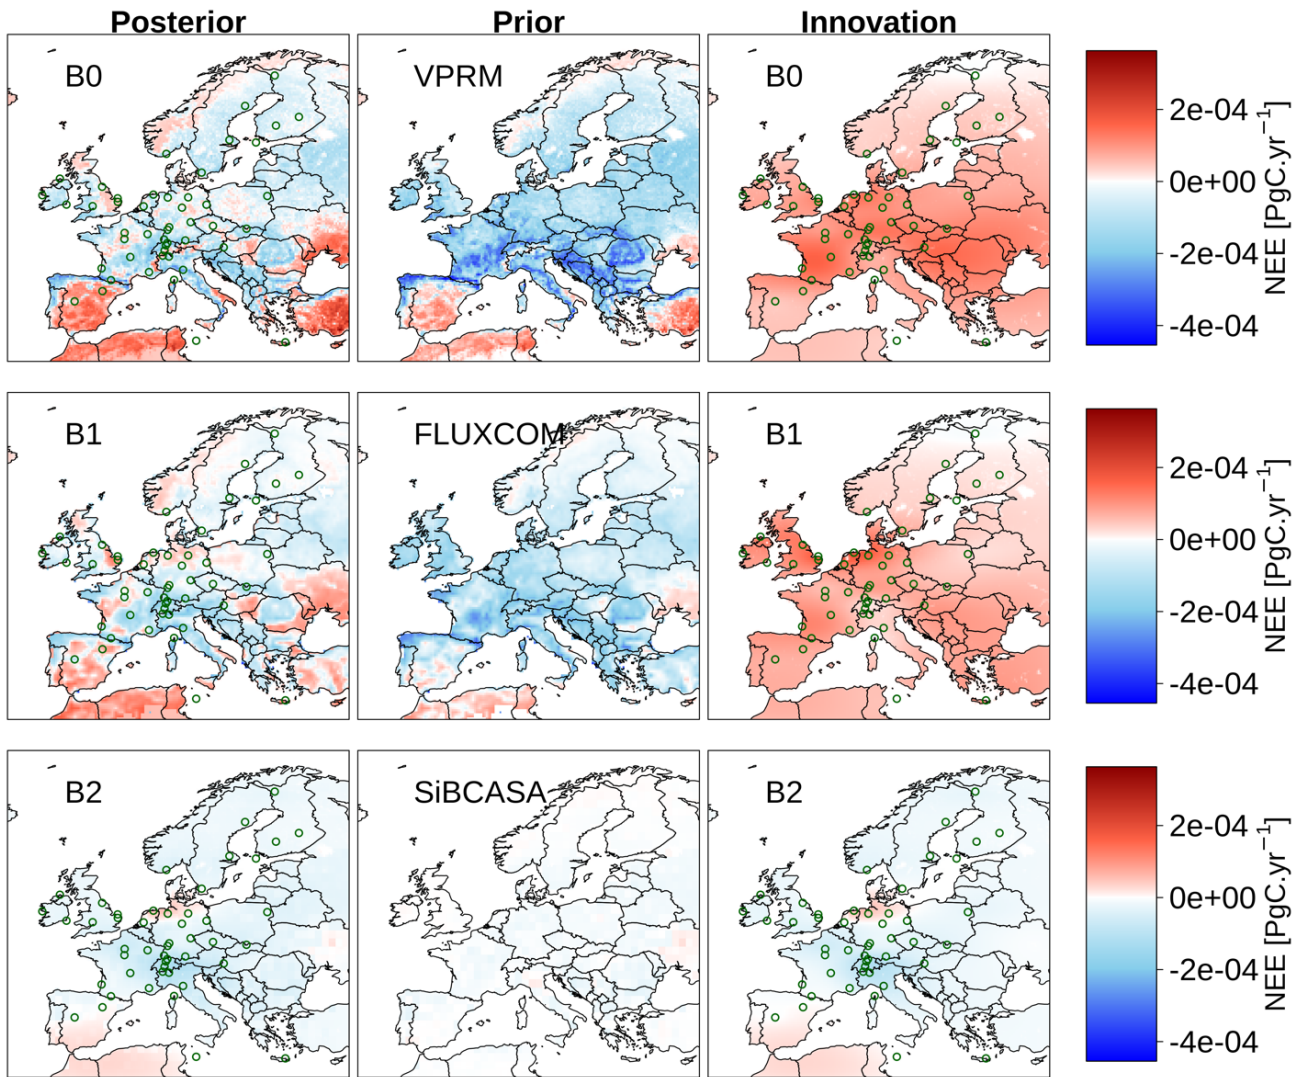 Posterior Prior Innovation
B0 VPRM B0
2e-04
0e+00
-2e-04
-4e-04
NEE [PgC.yr−1]
B1 FLUXCOM B1
2e-04
0e+00
-2e-04
-4e-04
NEE [PgC.yr−1]
B2 SiBCASA B2
2e-04
0e+00
-2e-04
-4e-04
NEE [PgC.yr−1]